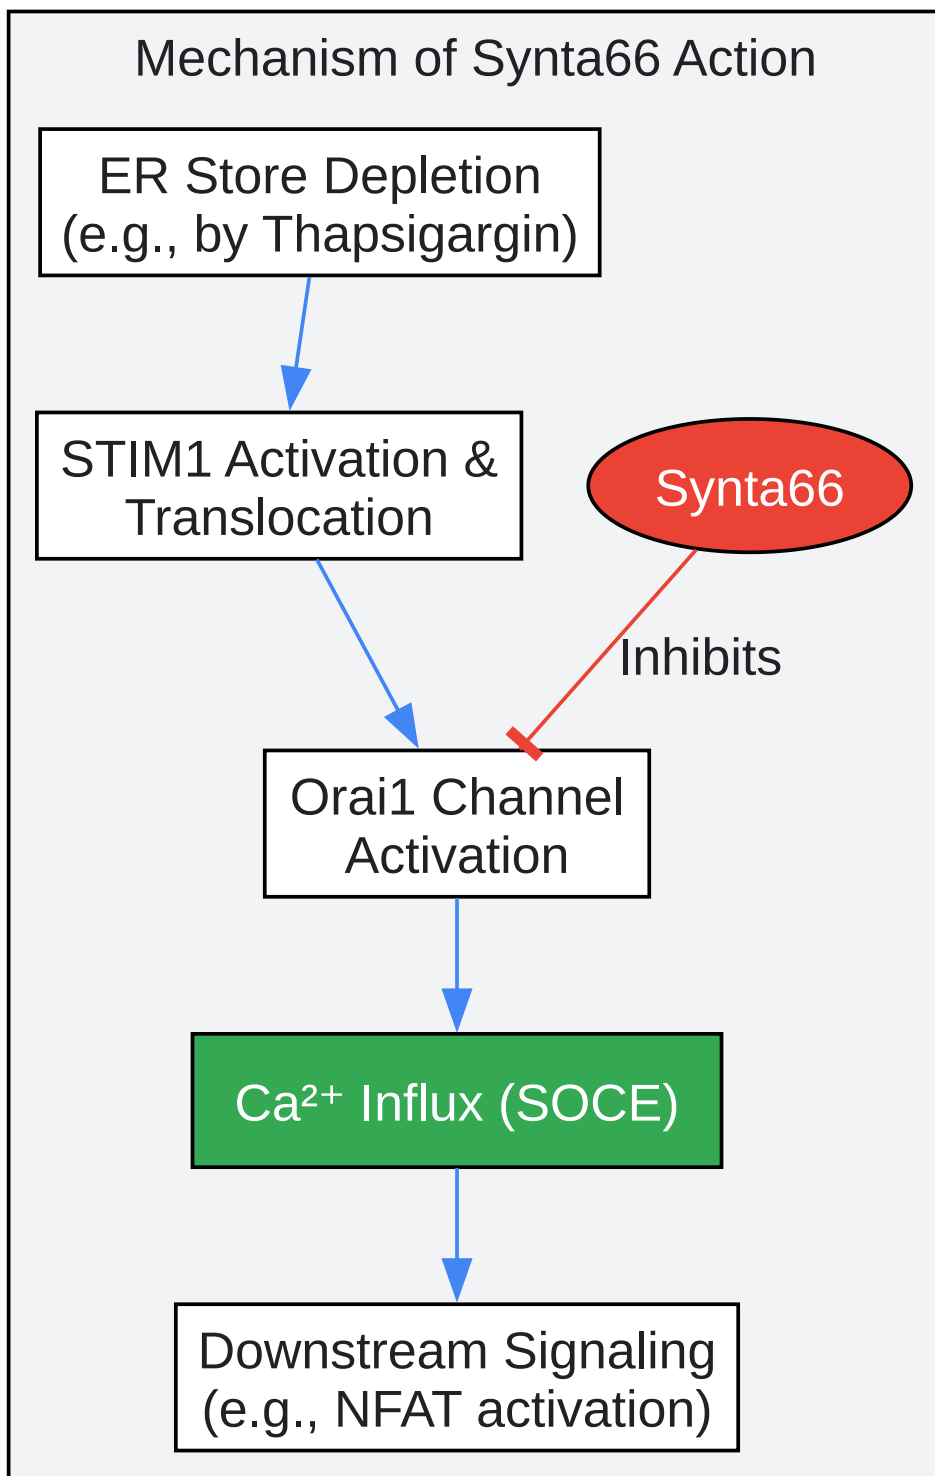 Mechanism of Synta66 Action
ER Store Depletion
(e.g., by Thapsigargin)
STIM1 Activation &
Translocation
Synta66
Inhibits
Orai1 Channel
Activation
Ca²⁺ Influx (SOCE)
Downstream Signaling
(e.g., NFAT activation)